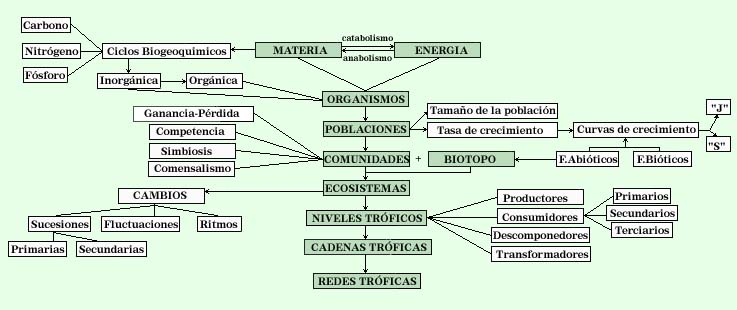 Carbono
catabolismo
Nitrógeno
Ciclos Biogeoquimicos
MATERIA
ENERGIA
anabolismo
Fósforo
Inorgánica
Orgánica
ORGANISMOS
Ganancia-Pérdida
Tamaño de la población
"J"
Competencia
POBLACIONES
Tasa de crecimiento
Curvas de crecimiento
Simbiosis
"S"
COMUNIDADES
+
BIOTOPO
F.Abióticos
F.Bióticos
Comensalismo
CAMBIOS
ECOSISTEMAS
Productores
Primarios
Sucesiones
Fluctuaciones
Ritmos
NIVELES TRÓFICOS
Consumidores
Secundarios
Terciarios
Descomponedores
Primarias
Secundarias
CADENAS TRÓFICAS
Transformadores
REDES TRÓFICAS